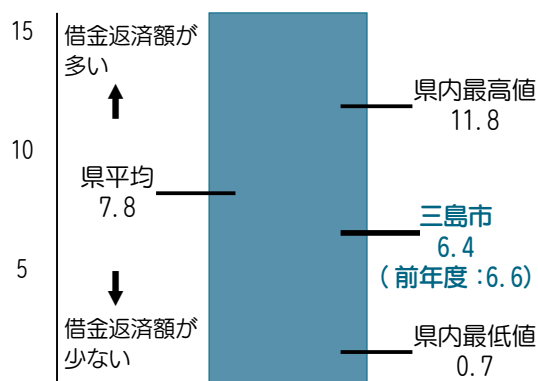 15
借金返済額が
多い
県内最高値
11.8
10
県平均
7.8
三島市
6.4
(前年度:6.6)
5
借金返済額が
少ない
県内最低値
0.7